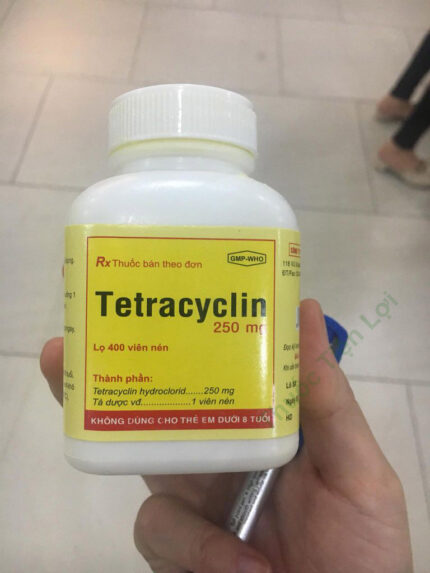 Rx Thuốc bán theo đơn
GMP-WHO
Tetracyclin
250 mg
Lọ 400 viên nén
Thành phần:
Tetracyclin hydroclorid.......250 mg
Tá dược vđ...................1 viên nén
KHÔNG DÙNG CHO THẺ EM DƯỚI 8 TUỔI